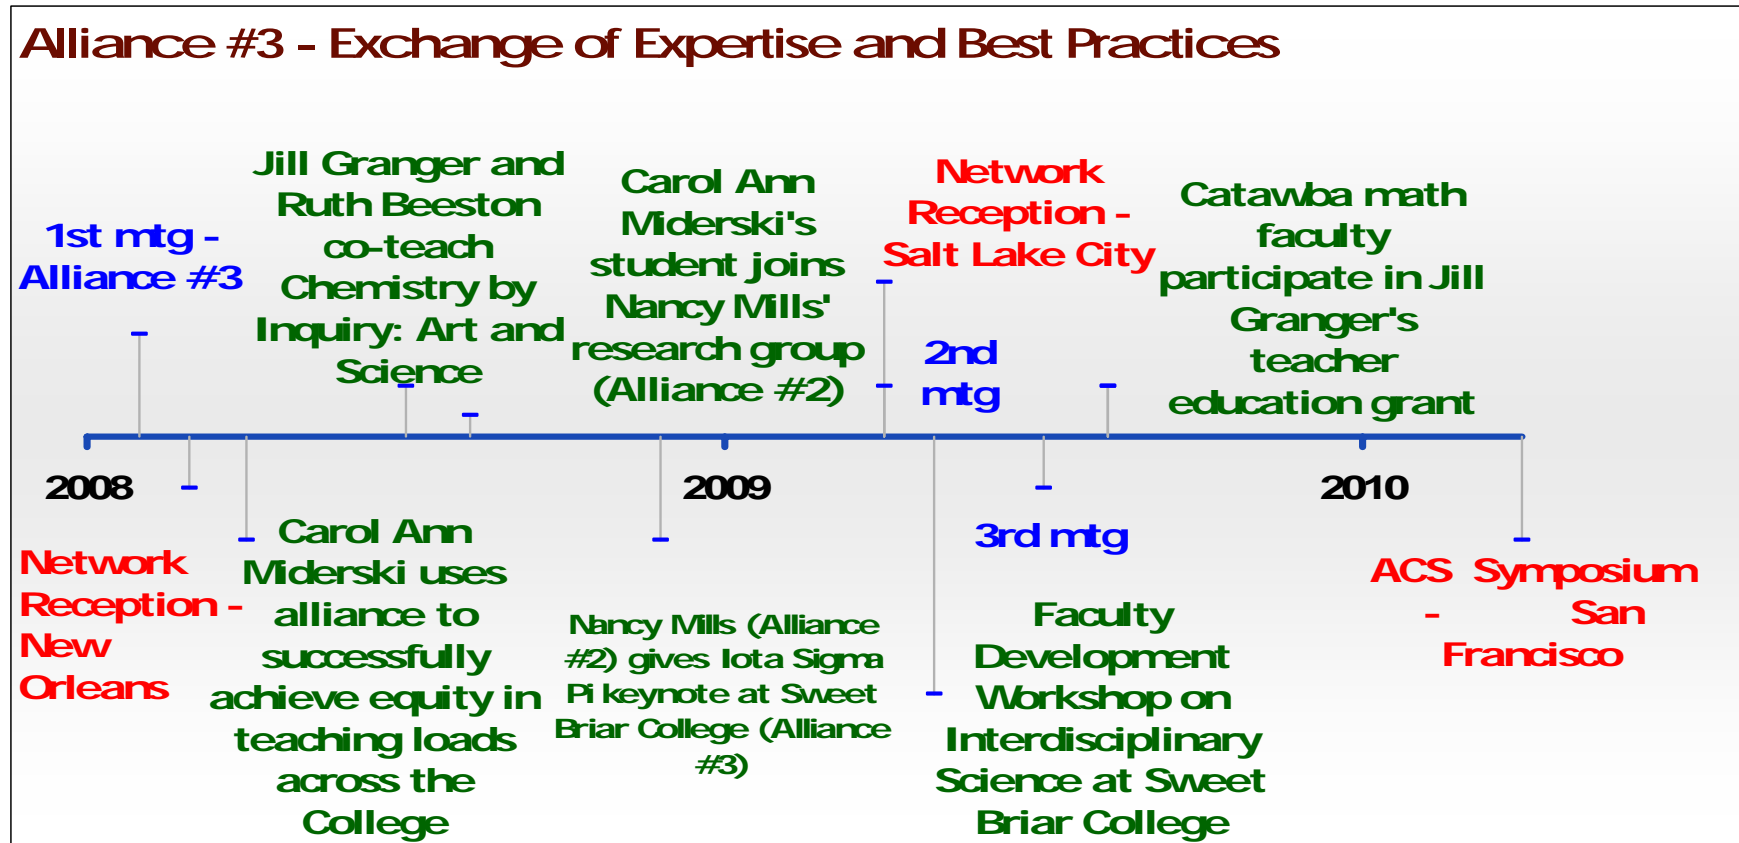 Alliance #3 - Exchange of Expertise and Best Practices
1st mtg -
Alliance #3
Jill Granger and
Ruth Beeston
co-teach
Chemistry by
Inquiry: Art and
Science
Carol Ann
Miderski's
student joins
Nancy Mills'
research group
(Alliance #2)
Network
Reception -
Salt Lake City
2nd
mtg
Catawba math
faculty
participate in Jill
Granger's
teacher
education grant
2008
2009
2010
Network
Reception -
New
Orleans
Carol Ann
Miderski uses
alliance to
successfully
achieve equity in
teaching loads
across the
College
Nancy Mills (Alliance
#2) gives Iota Sigma
Pi keynote at Sweet
Briar College (Alliance
#3)
3rd mtg
Faculty
Development
Workshop on
Interdisciplinary
Science at Sweet
Briar College
ACS Symposium
- San
Francisco